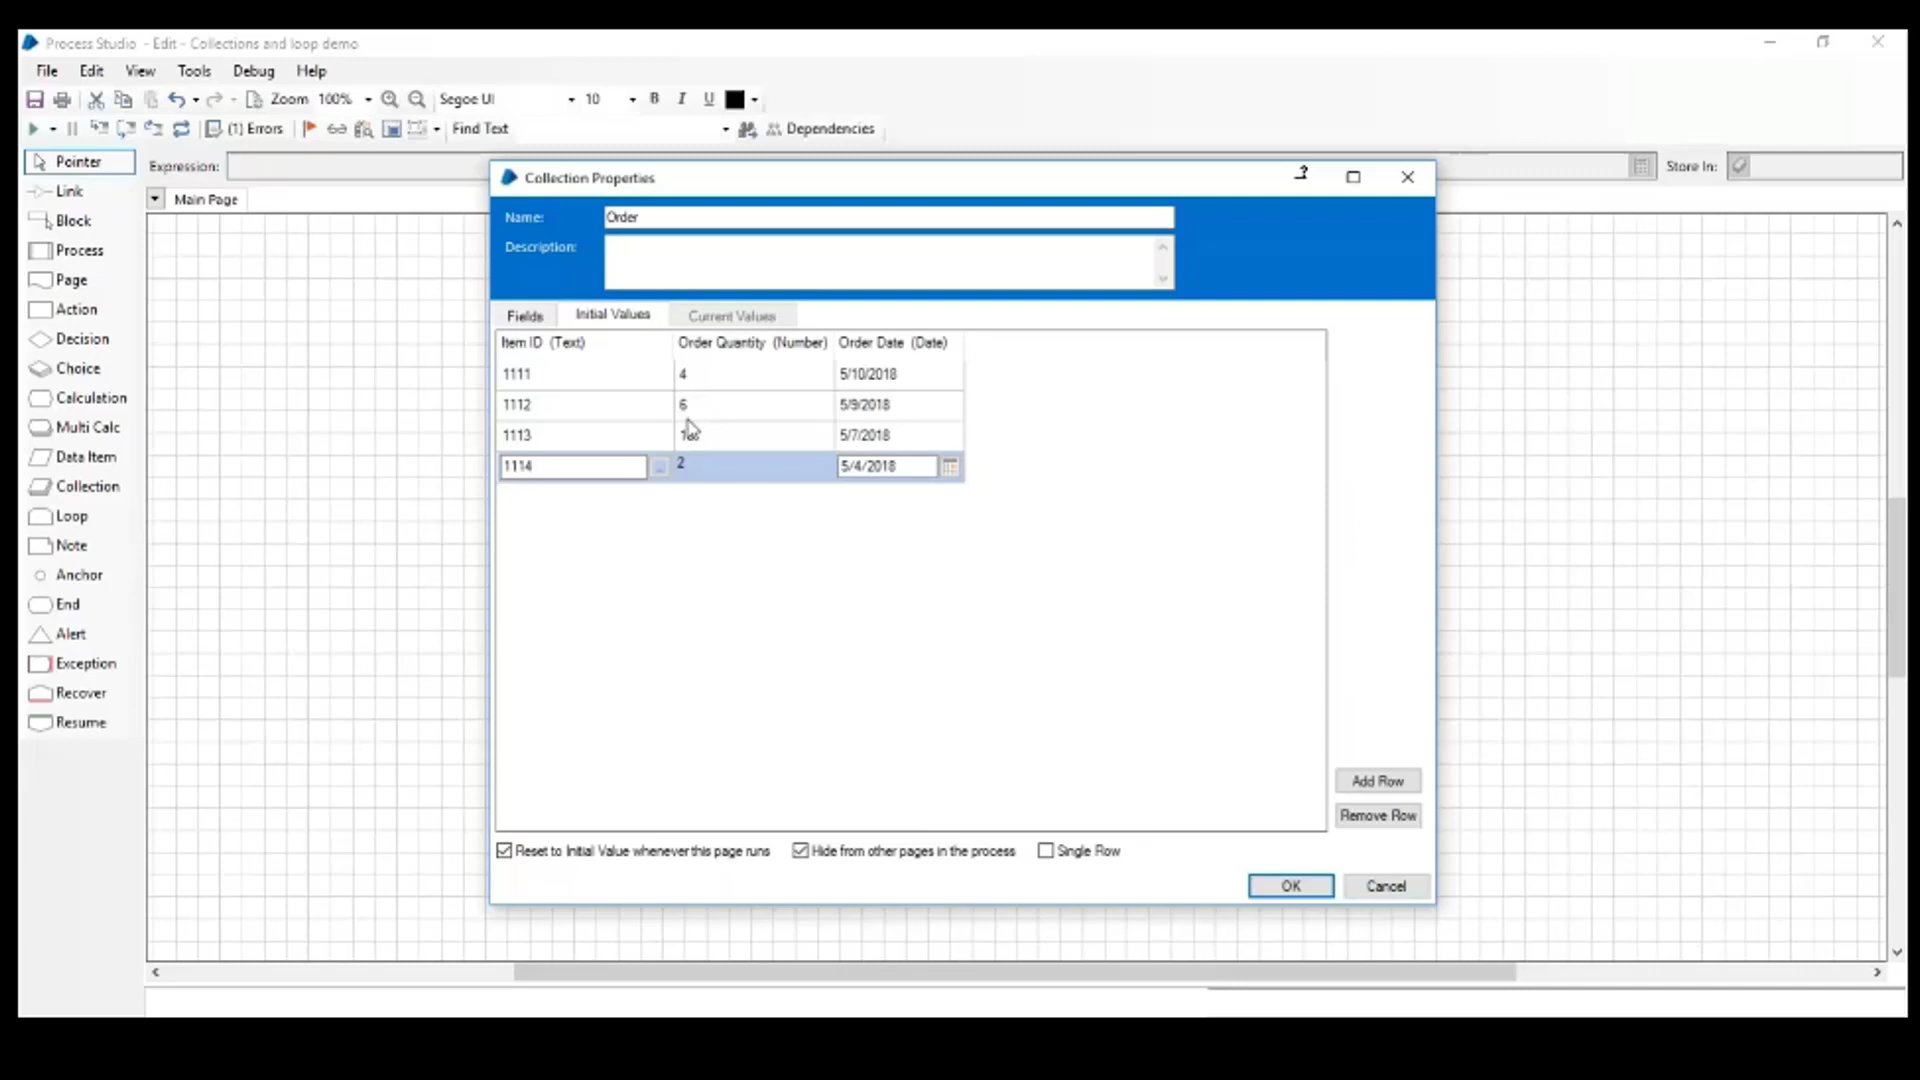 Process Studio - Edit - Collections and loop demo
File Edit View Tools Debug Help
Zoom 100% Segoe UI 10 B I U
(1) Errors Find Text Dependencies
Pointer
Expression:
Store In:
Link
Main Page
Block
Process
Page
Action
Decision
Choice
Calculation
Multi Calc
Data Item
Collection
Loop
Note
Anchor
End
Alert
Exception
Recover
Resume
Collection Properties
Name: Order
Description:
Fields Initial Values Current Values
Item ID (Text) Order Quantity (Number) Order Date (Date)
1111 4 5/10/2018
1112 6 5/9/2018
1113 5/7/2018
1114 2 5/4/2018
Add Row
Remove Row
Reset to Initial Value whenever this page runs Hide from other pages in the process Single Row
OK Cancel